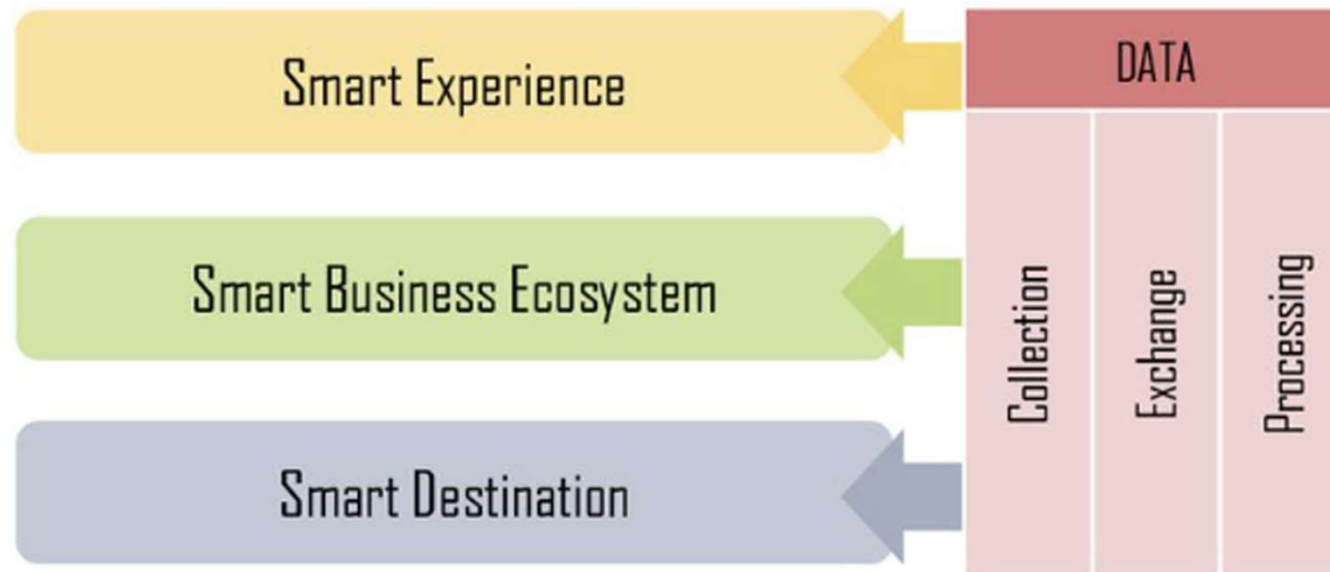 Smart Experience
Smart Business Ecosystem
Smart Destination
DATA
Collection
Exchange
Processing